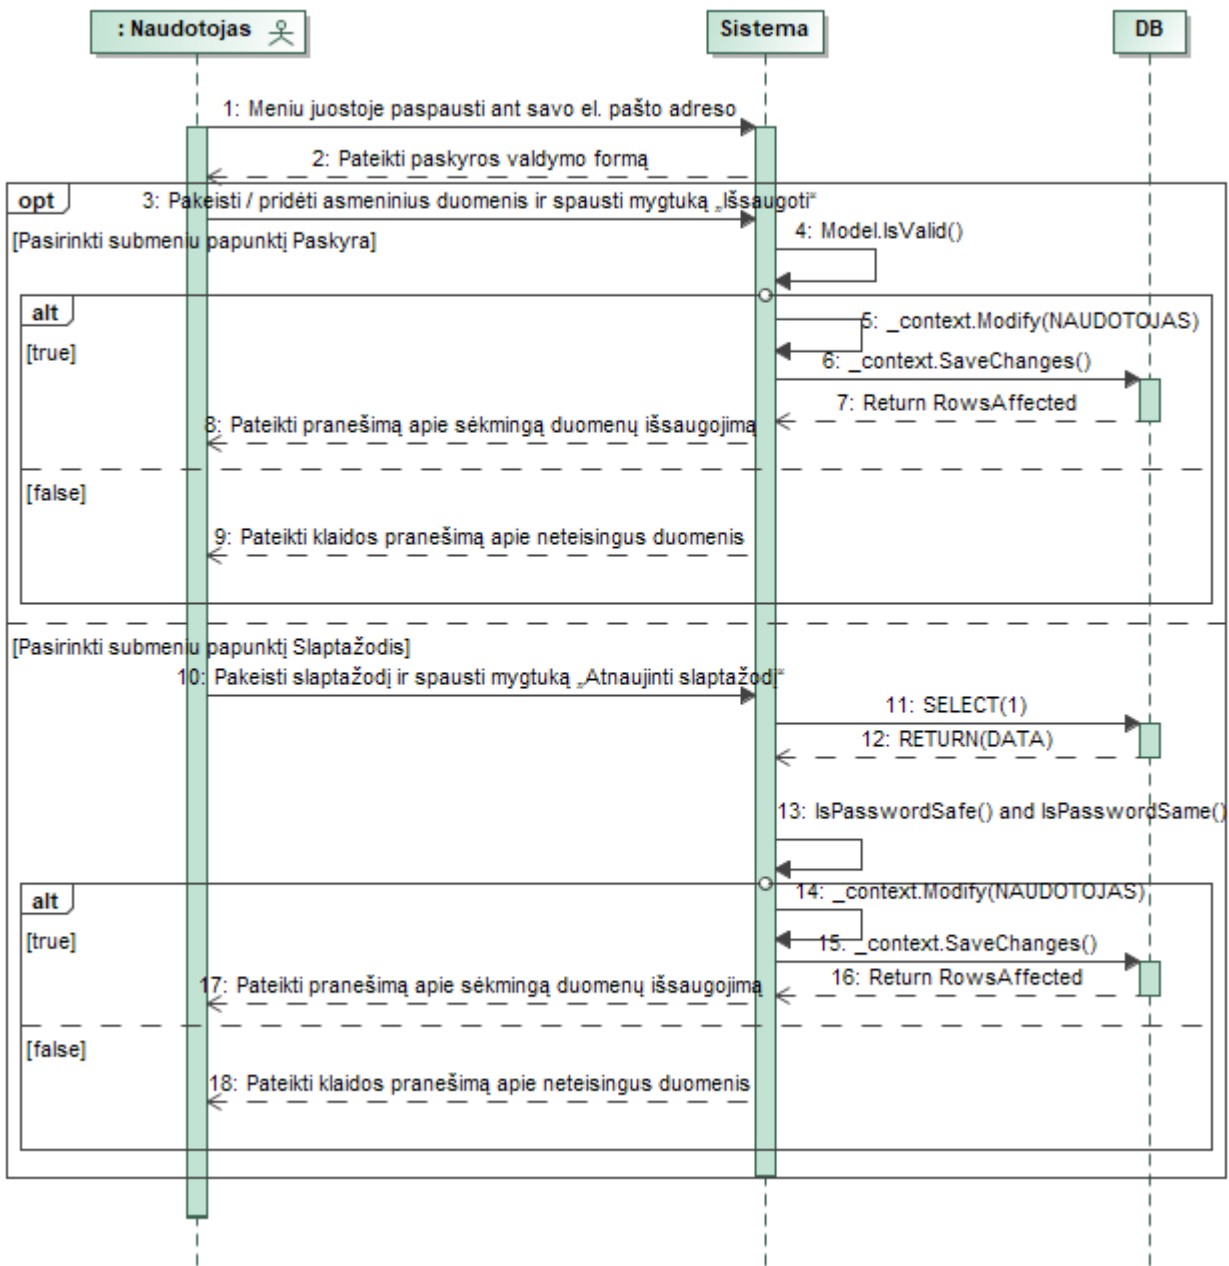 : Naudotojas
Sistema
DB
1: Meniu juostoje paspausti ant savo el. pašto adreso
2: Pateikti paskyros valdymo formą
opt
3: Pakeisti / pridėti asmeninius duomenis ir spausti mygtuką „Išsaugoti“
[Pasirinkti submeniu papunktį Paskyra]
4: Model.IsValid()
alt
5: _context.Modify(NAUDOTOJAS)
[true]
6: _context.SaveChanges()
7: Return RowsAffected
8: Pateikti pranešimą apie sėkmingą duomenų išsaugojimą
[false]
9: Pateikti klaidos pranešimą apie neteisingus duomenis
[Pasirinkti submeniu papunktį Slaptažodis]
10: Pakeisti slaptažodį ir spausti mygtuką „Atnaujinti slaptažodį“
11: SELECT(1)
12: RETURN(DATA)
13: IsPasswordSafe() and IsPasswordSame()
alt
14: _context.Modify(NAUDOTOJAS)
[true]
15: _context.SaveChanges()
16: Return RowsAffected
17: Pateikti pranešimą apie sėkmingą duomenų išsaugojimą
[false]
18: Pateikti klaidos pranešimą apie neteisingus duomenis